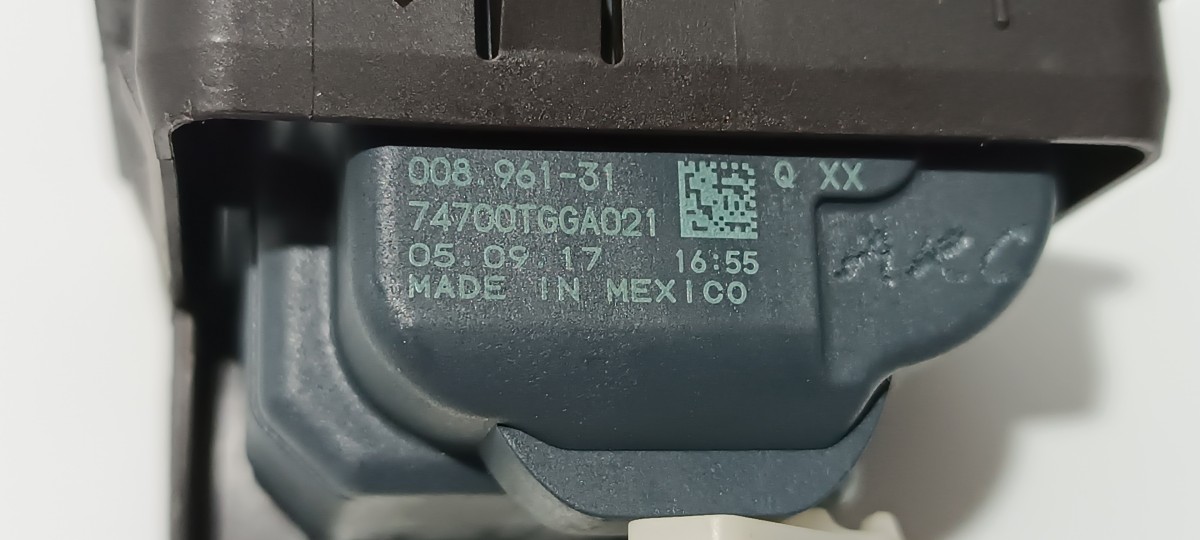 008.961-31
74700TGGA021
05.09.17 16:55
MADE IN MEXICO
Q XX